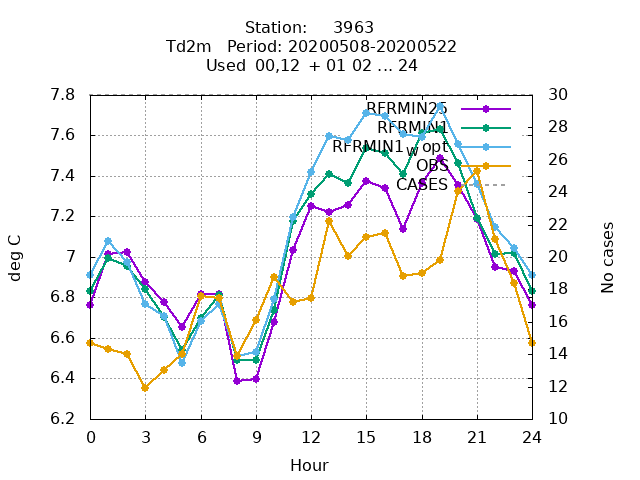 Station:     3963
Td2m   Period: 20200508-20200522
Used  00,12  + 01 02 ... 24
7.8
7.6
7.4
7.2
7
6.8
6.6
6.4
6.2
30
28
26
24
22
20
18
16
14
12
10
RFRMIN25
RFRMIN1
RFRMIN1w opt
OBS
CASES
deg C
No cases
0 3 6 9 12 15 18 21 24
Hour